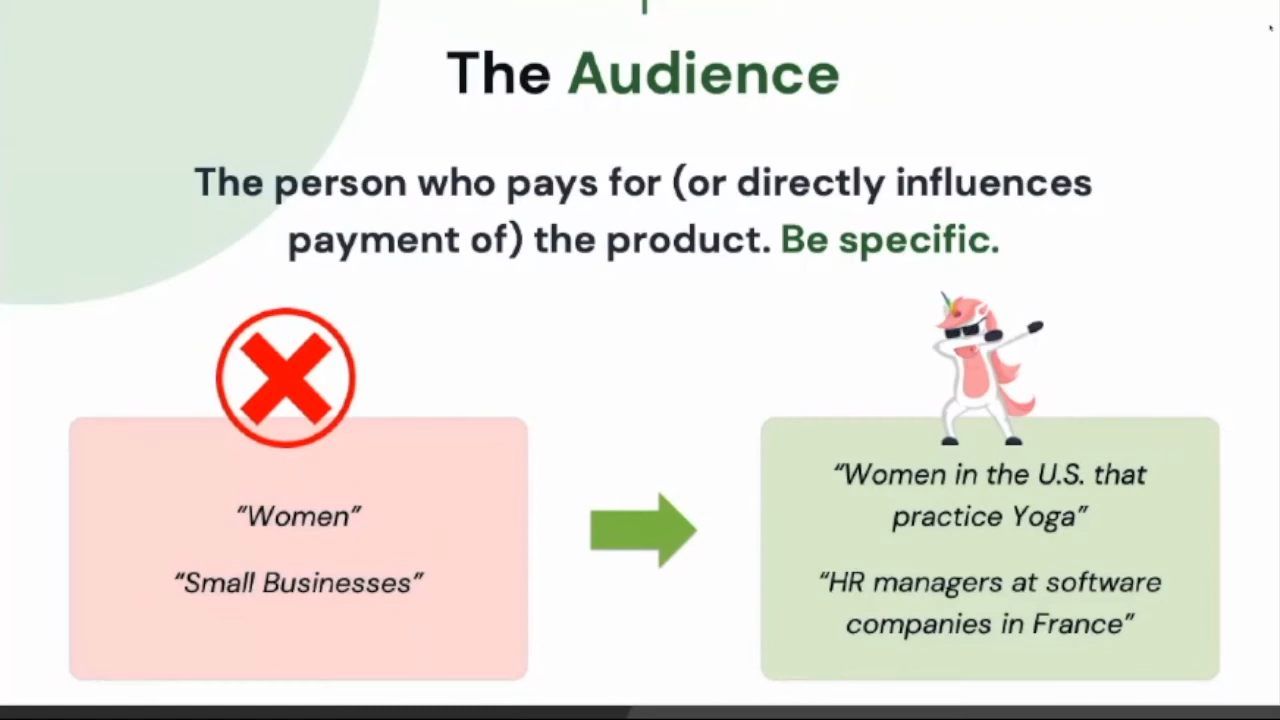 The Audience
The person who pays for (or directly influences
payment of) the product. Be specific.
“Women”
“Small Businesses”
“Women in the U.S. that
practice Yoga”
“HR managers at software
companies in France”